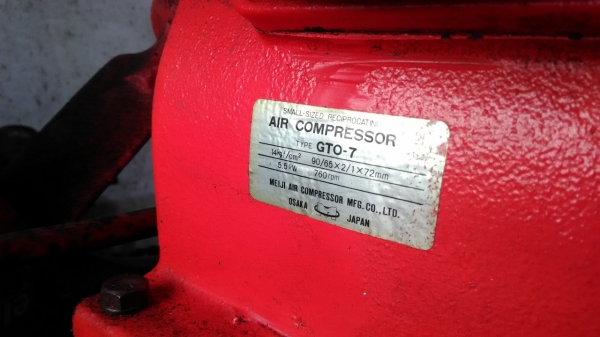 SMALL-SIZED RECIPROCATING
AIR COMPRESSOR
TYPE GTO-7
14kgf/cm² 90/65×2/1×72mm
5.5kW 760rpm
MEIJI AIR COMPRESSOR MFG.CO.,LTD.
OSAKA JAPAN